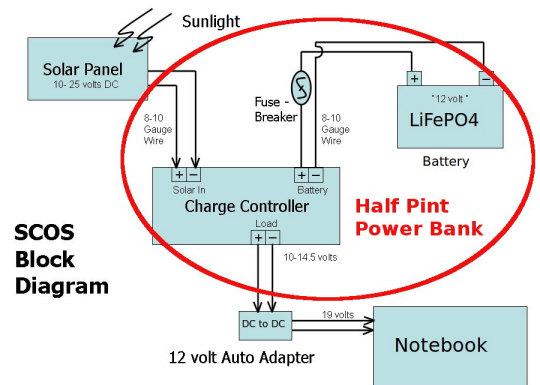 Sunlight
Solar Panel
10- 25 volts DC
8-10
Gauge
Wire
Fuse -
Breaker
8-10
Gauge
Wire
+
−
"12 volt "
LiFePO4
Battery
+ −
Solar In
+ −
Battery
Charge Controller
Load
+ −
10-14.5 volts
Half Pint
Power Bank
SCOS
Block
Diagram
DC to DC
19 volts
12 volt Auto Adapter
Notebook